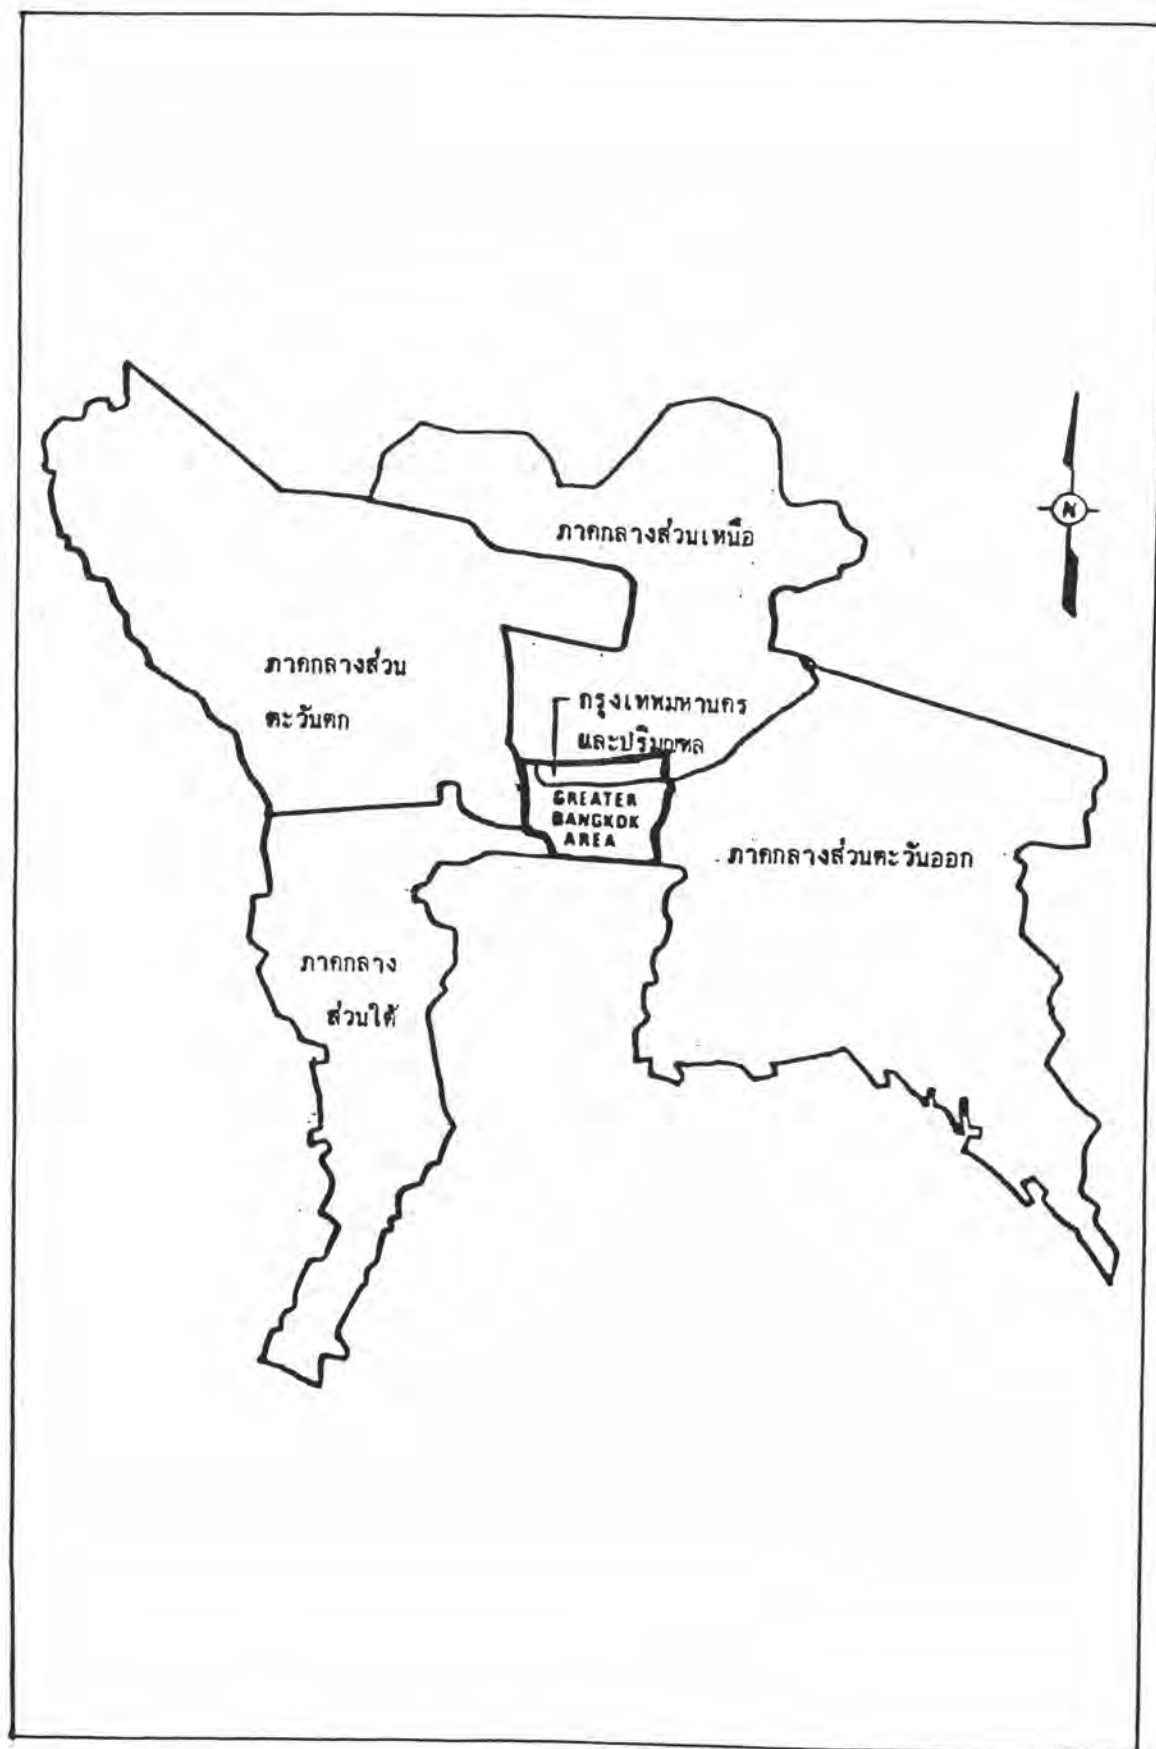 ภาคกลางส่วนเหนือ
N
ภาคกลางส่วน
ตะวันตก
กรุงเทพมหานคร
และปริมณฑล
GREATER
BANGKOK
AREA
ภาคกลางส่วนตะวันออก
ภาคกลาง
ส่วนใต้